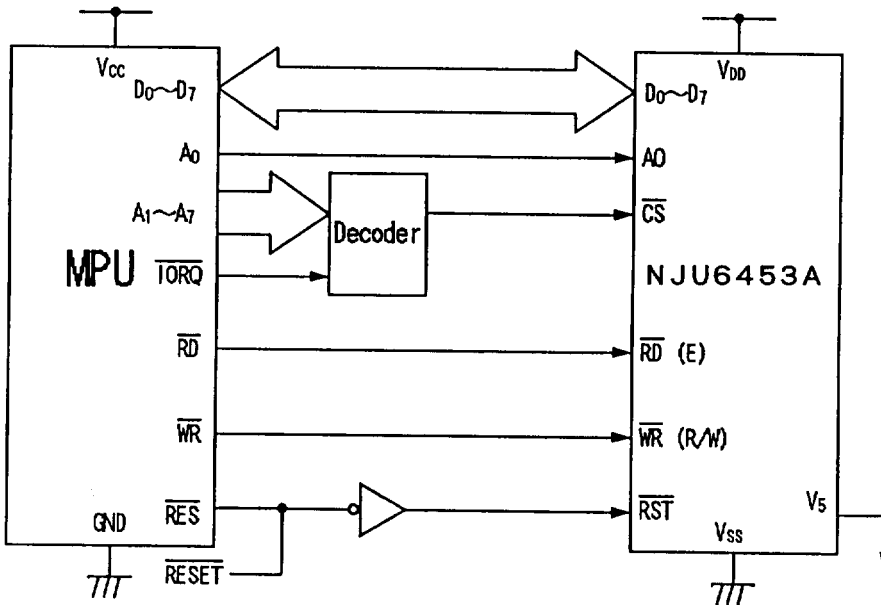 VCC
VDD
D0～D7
D0～D7
A0
A0
A1～A7
Decoder
CS
MPU
IORQ
NJU6453A
RD
RD (E)
WR
WR (R/W)
RES
RST
V5
GND
VSS
RESET